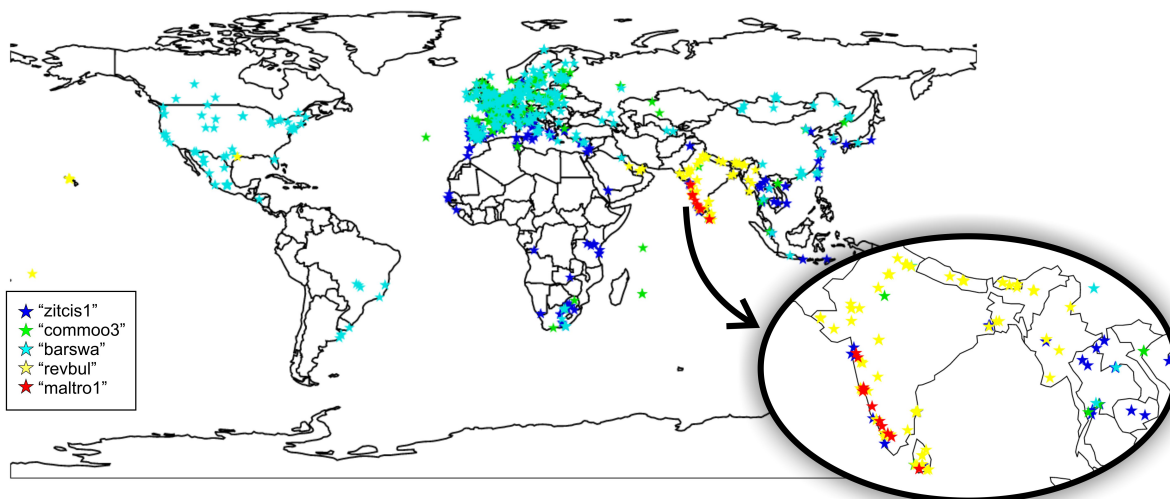 “zitcis1”
“commoo3”
“barswa”
“revbul”
“maltro1”